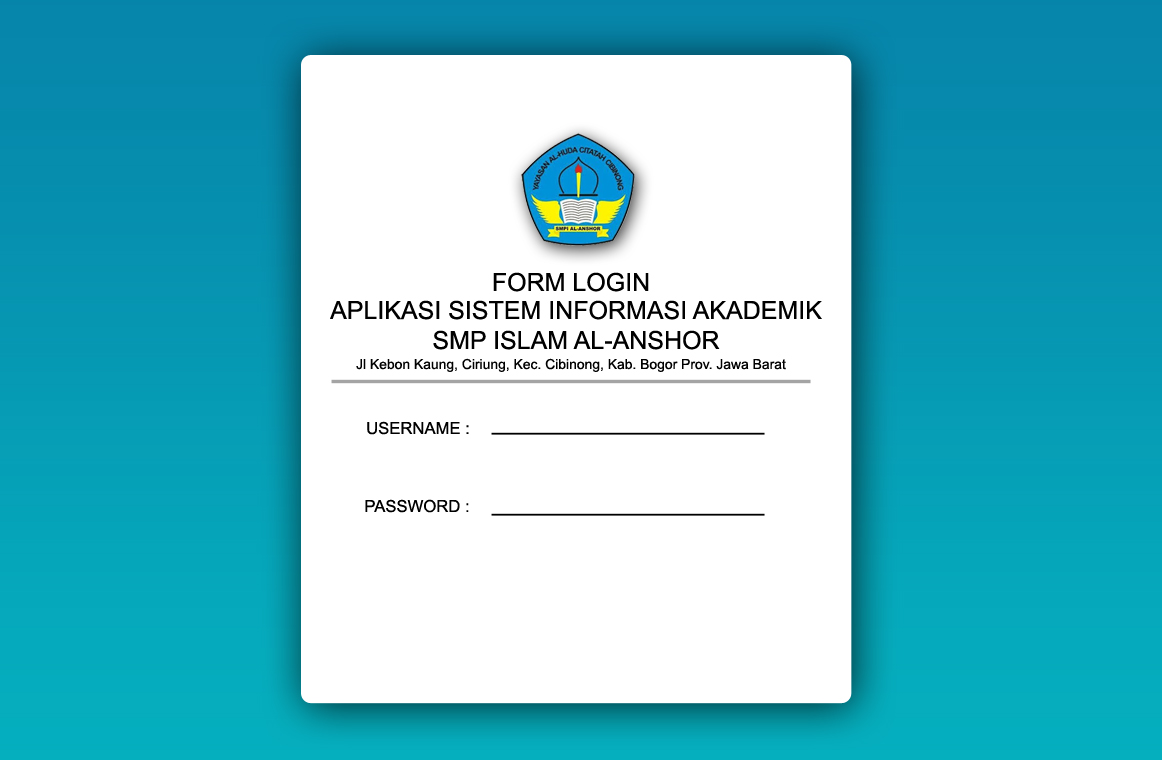 YAYASAN AL-HUDA CITATAH CIBINONG
SMPI AL-ANSHOR
FORM LOGIN
APLIKASI SISTEM INFORMASI AKADEMIK
SMP ISLAM AL-ANSHOR
Jl Kebon Kaung, Ciriung, Kec. Cibinong, Kab. Bogor Prov. Jawa Barat
USERNAME :
PASSWORD :